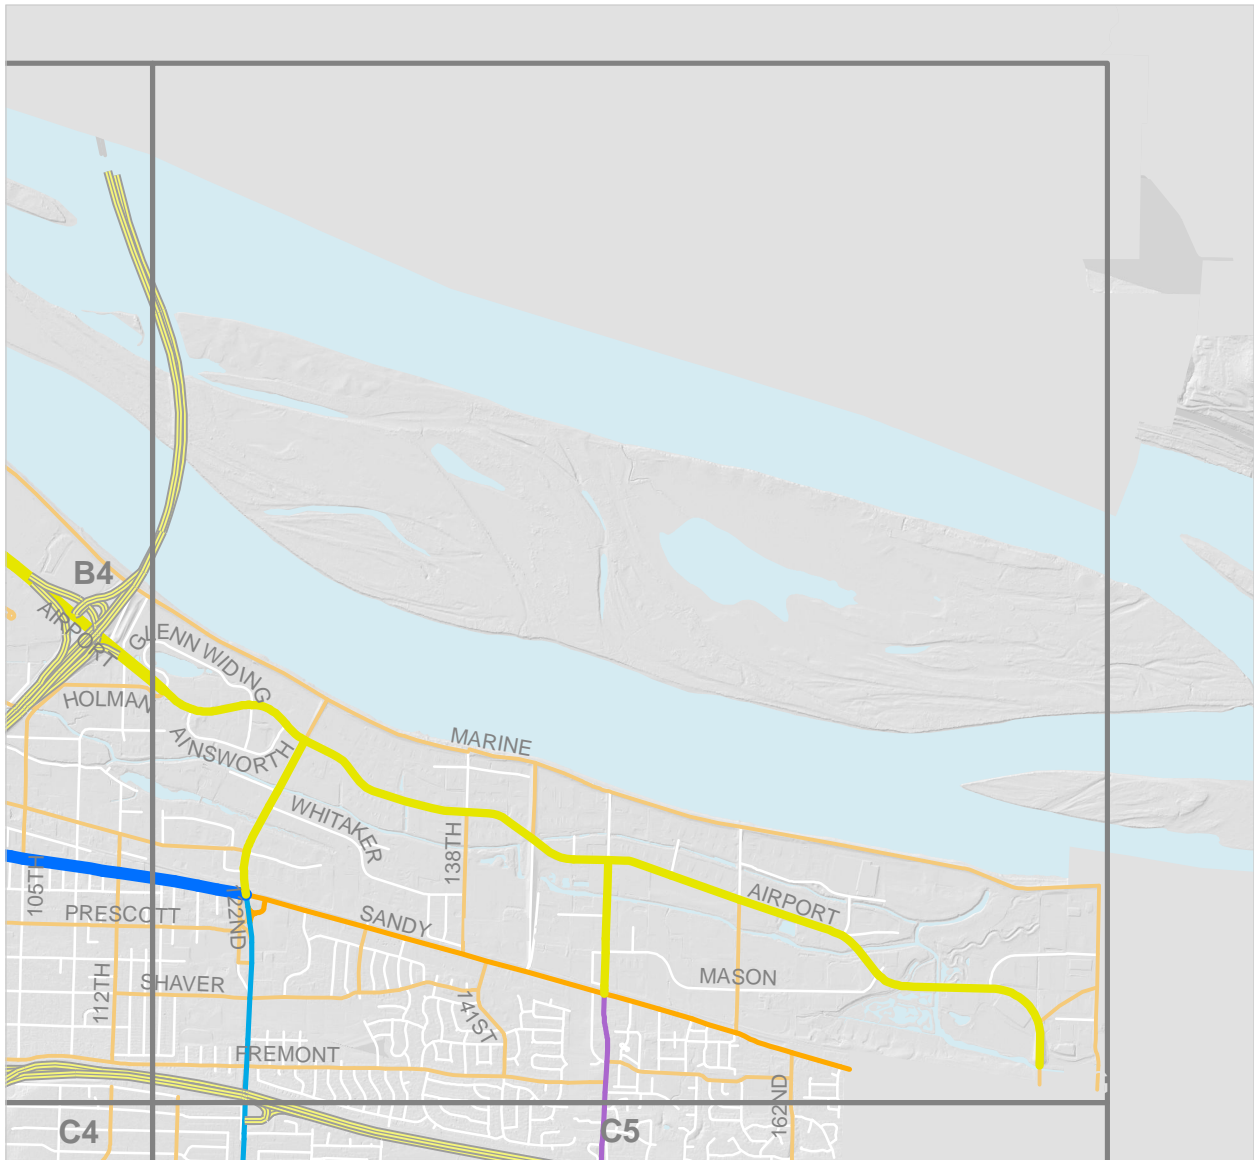 B4
AIRPORT
GLENN WIDING
HOLMAN
AINSWORTH
MARINE
WHITAKER
138TH
105TH
PRESCOTT
122ND
SANDY
AIRPORT
112TH
SHAVER
141ST
MASON
FREMONT
162ND
C4
C5